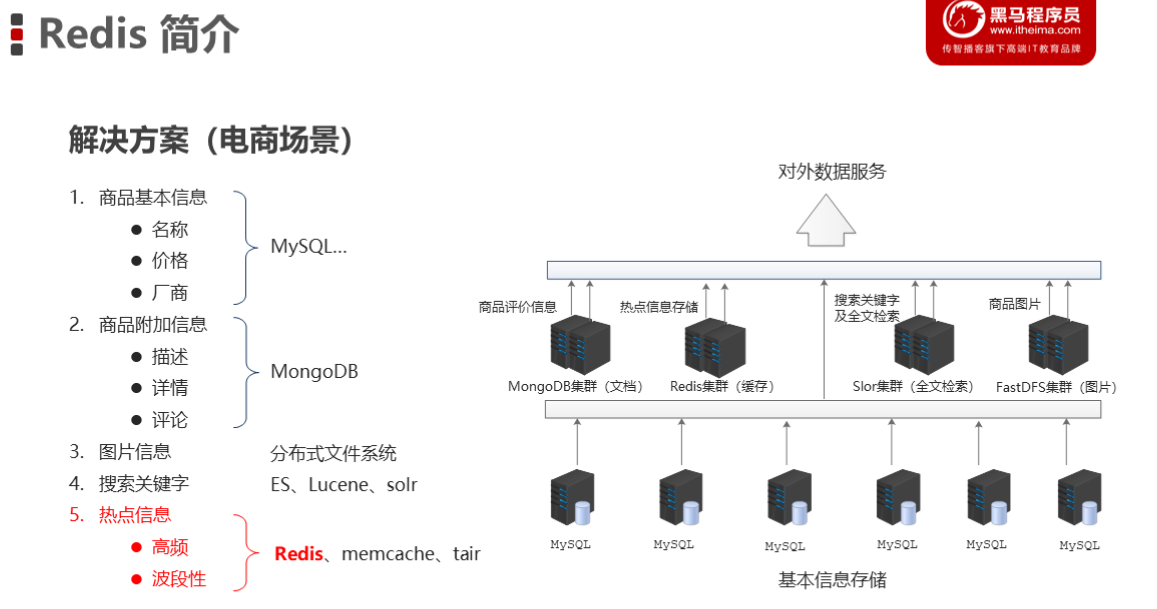 Redis 简介
黑马程序员
www.itheima.com
传智播客旗下高端IT教育品牌
解决方案（电商场景）
1. 商品基本信息
● 名称
● 价格
● 厂商
MySQL...
2. 商品附加信息
● 描述
● 详情
● 评论
MongoDB
3. 图片信息
分布式文件系统
4. 搜索关键字
ES、Lucene、solr
5. 热点信息
● 高频
● 波段性
Redis、memcache、tair
对外数据服务
商品评价信息
热点信息存储
搜索关键字
及全文检索
商品图片
MongoDB集群（文档）
Redis集群（缓存）
Slor集群（全文检索）
FastDFS集群（图片）
MySQL
MySQL
MySQL
MySQL
MySQL
MySQL
基本信息存储